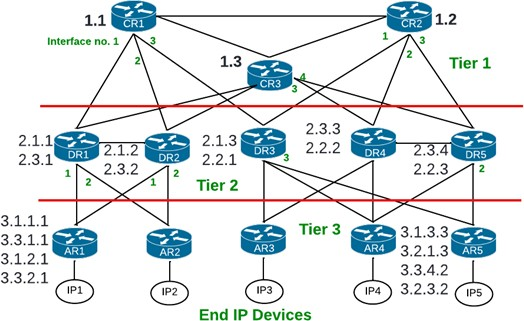 1.1
CR1
CR2
1.2
Interface no. 1
3
2
1
3
2
1.3
CR3
4
3
Tier 1
2.1.1
2.3.1
DR1
2.1.2
2.3.2
DR2
2.1.3
2.2.1
DR3
2.3.3
2.2.2
DR4
2.3.4
2.2.3
DR5
1
2
1
2
3
2
Tier 2
Tier 3
3.1.1.1
3.3.1.1
3.1.2.1
3.3.2.1
AR1
AR2
AR3
AR4
3.1.3.3
3.2.1.3
3.3.4.2
3.2.3.2
AR5
IP1
IP2
IP3
IP4
IP5
End IP Devices